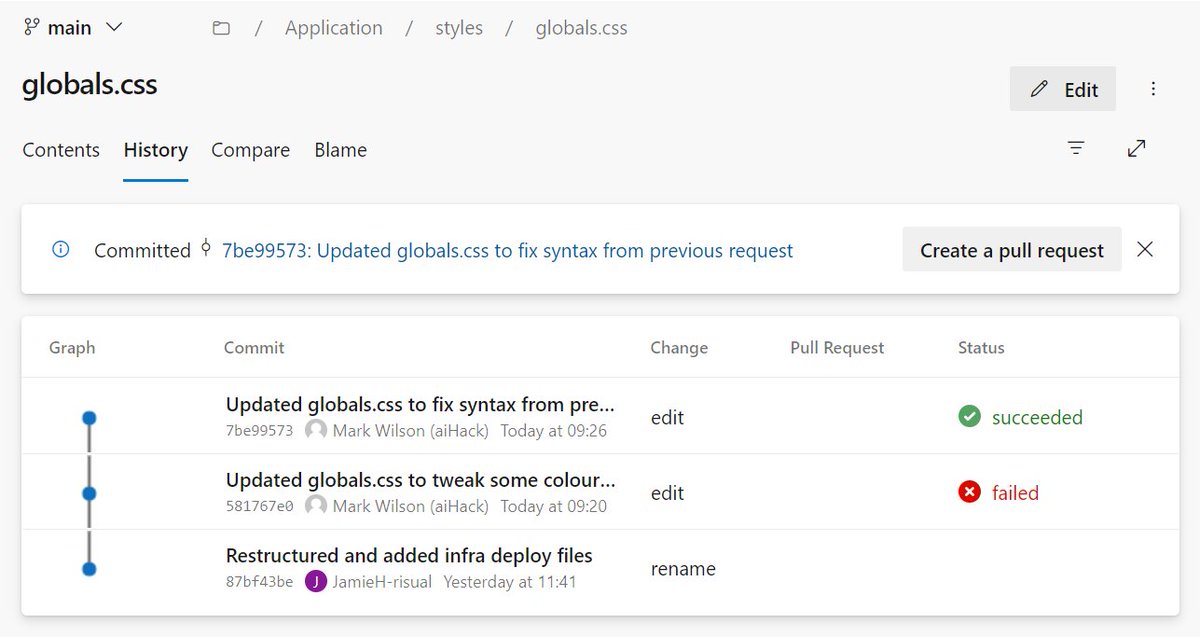 main
/ Application / styles / globals.css
globals.css
Edit
Contents History Compare Blame
Committed 7be99573: Updated globals.css to fix syntax from previous request
Create a pull request
Graph Commit Change Pull Request Status
Updated globals.css to fix syntax from pre...
7be99573 Mark Wilson (aiHack) Today at 09:26
edit
succeeded
Updated globals.css to tweak some colour...
581767e0 Mark Wilson (aiHack) Today at 09:20
edit
failed
Restructured and added infra deploy files
87bf43be J JamieH-risual Yesterday at 11:41
rename